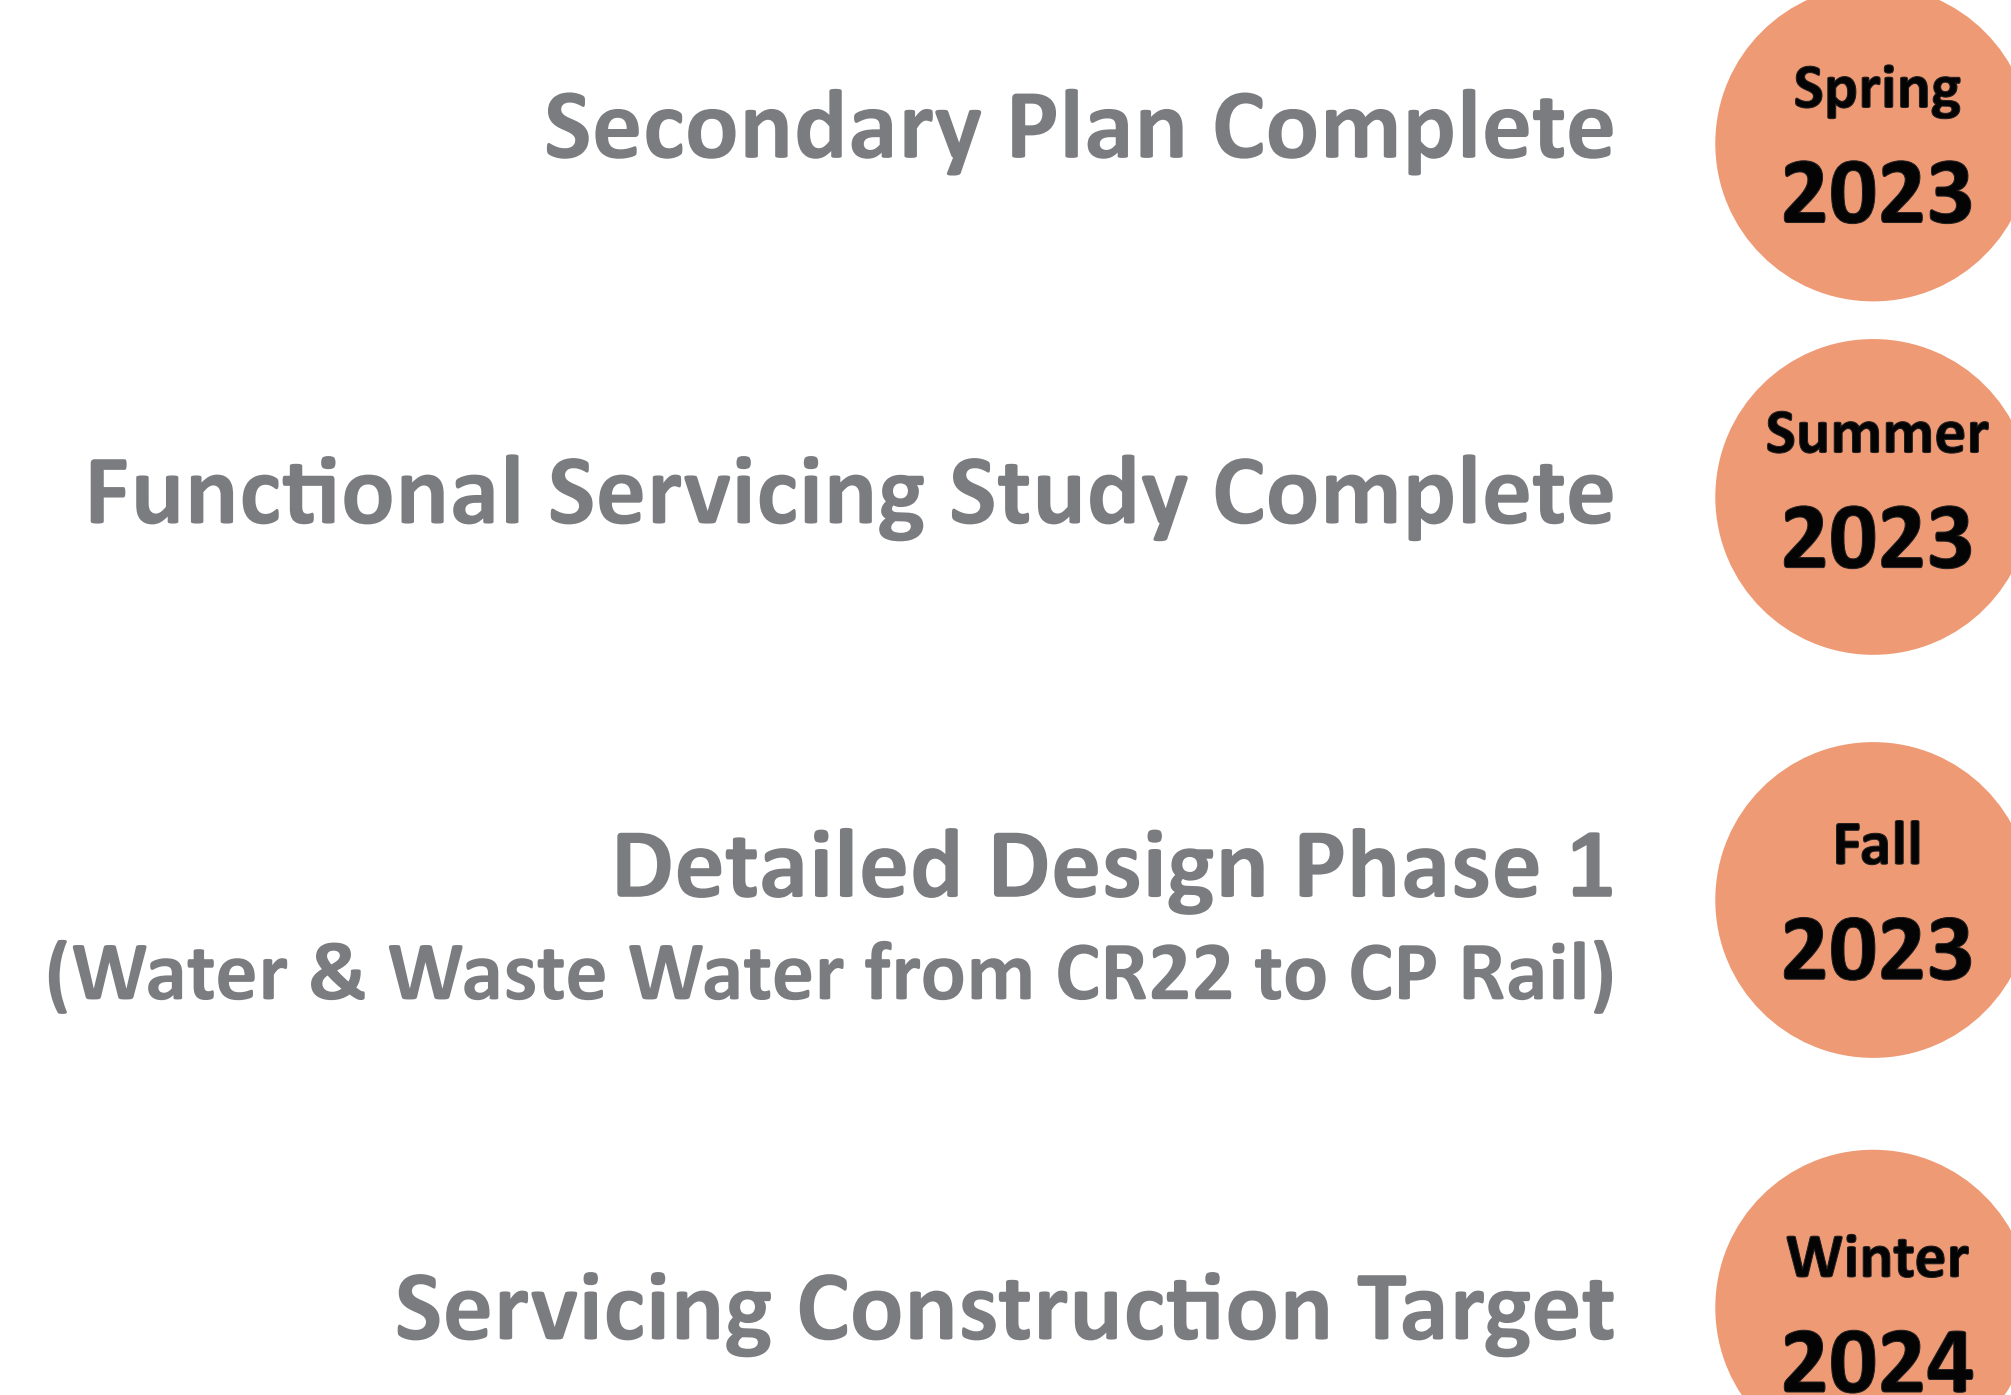 Secondary Plan Complete
Spring
2023
Functional Servicing Study Complete
Summer
2023
Detailed Design Phase 1
(Water & Waste Water from CR22 to CP Rail)
Fall
2023
Servicing Construction Target
Winter
2024